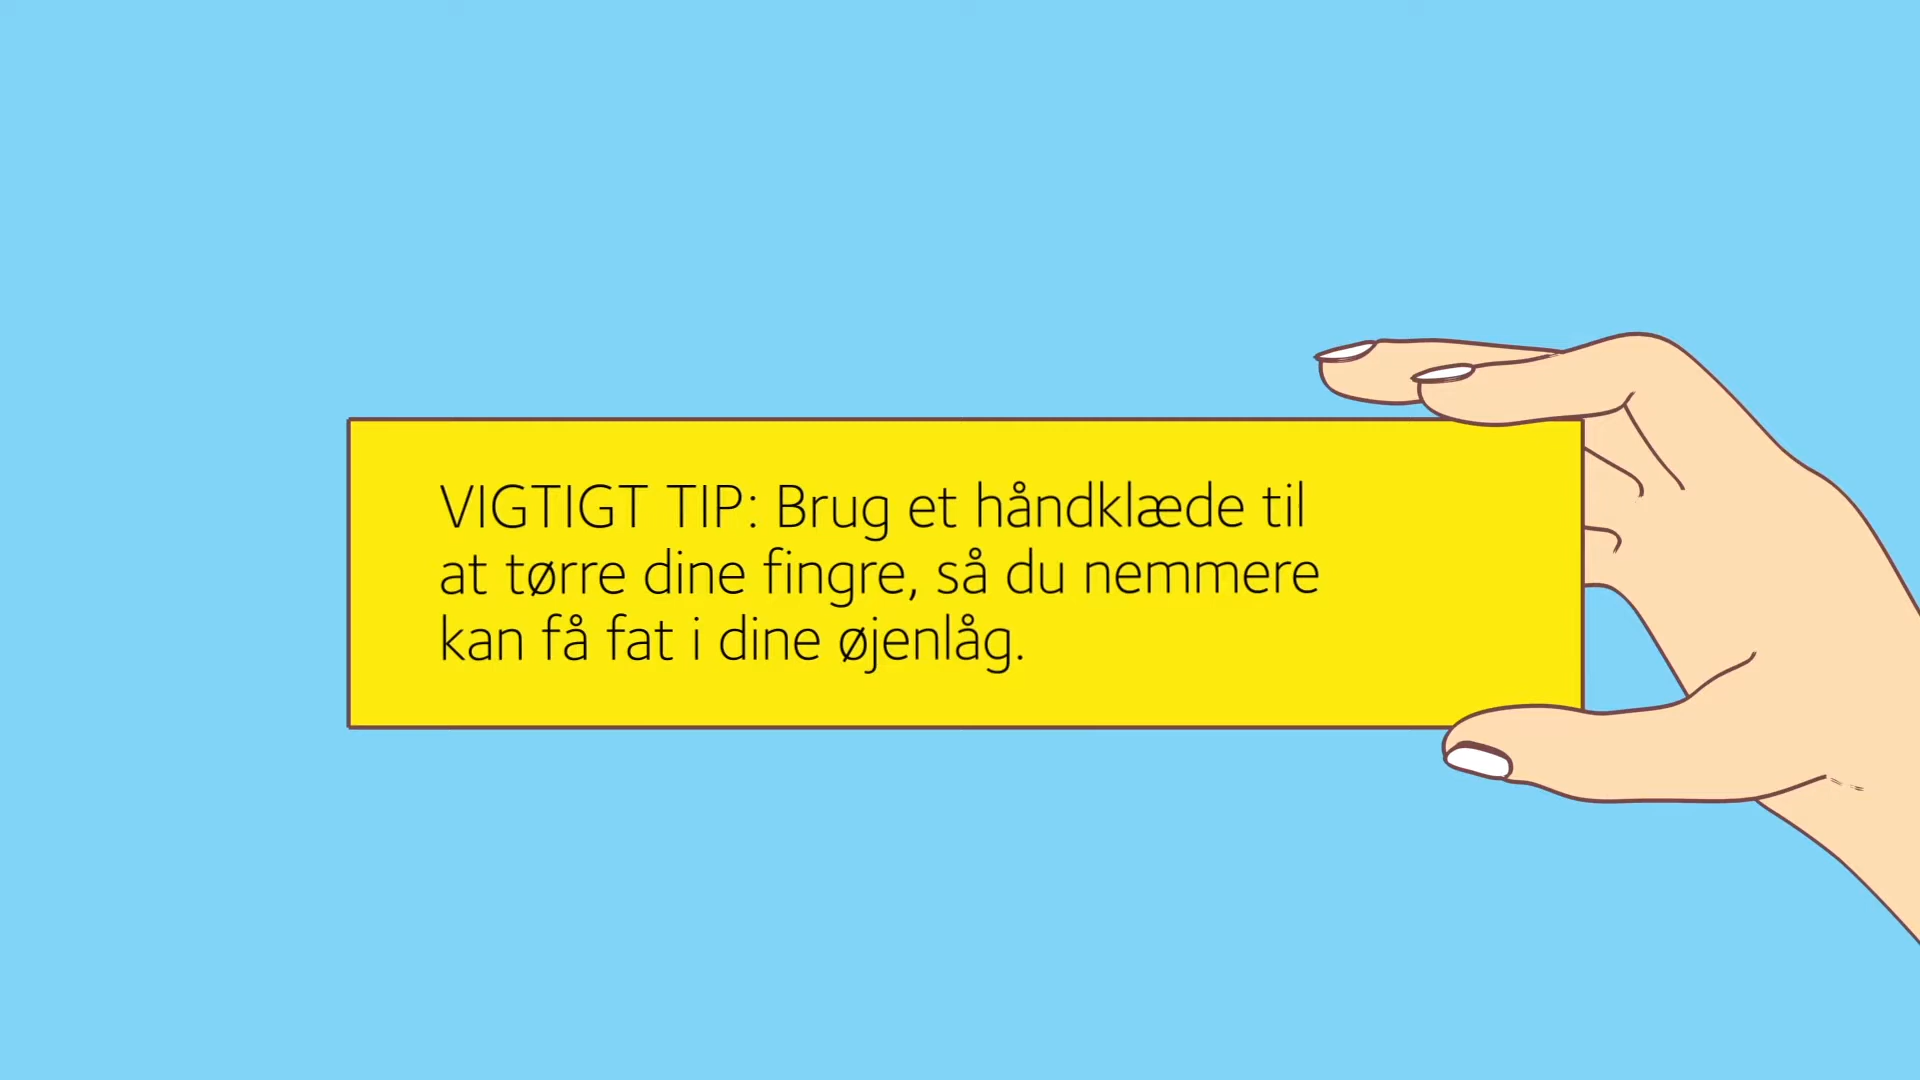 VIGTIGT TIP: Brug et håndklæde til
at tørre dine fingre, så du nemmere
kan få fat i dine øjenlåg.